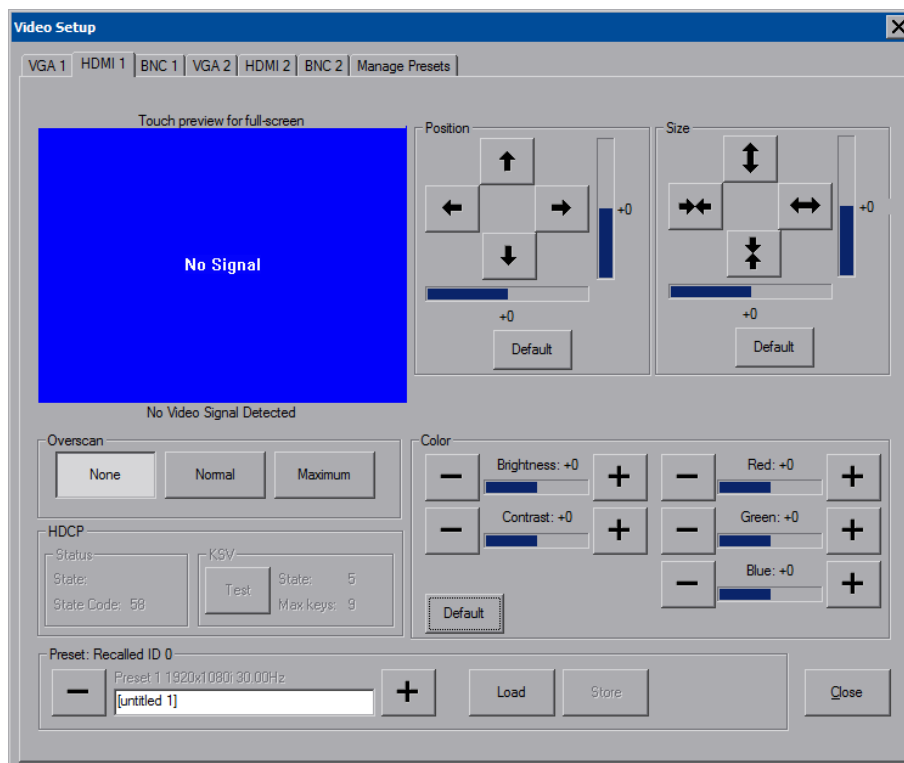 Video Setup
VGA 1 HDMI 1 BNC 1 VGA 2 HDMI 2 BNC 2 Manage Presets
Touch preview for full-screen
No Signal
No Video Signal Detected
Position
+0
+0
Default
Size
+0
+0
Default
Overscan
None Normal Maximum
HDCP
Status
State:
State Code: 58
KSV
Test
State: 5
Max keys: 9
Color
Brightness: +0
Contrast: +0
Default
Red: +0
Green: +0
Blue: +0
Preset: Recalled ID 0
Preset 1 1920x1080i 30.00Hz
[untitled 1]
Load
Store
Close